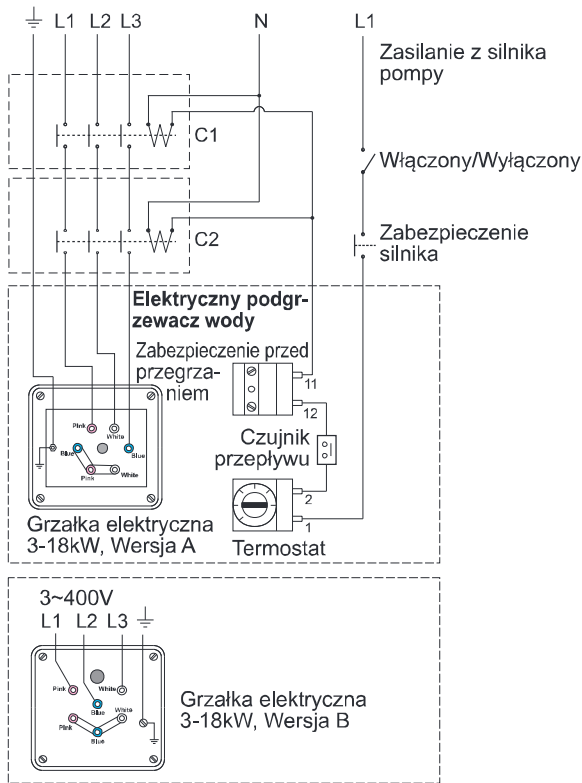 L1 L2 L3 N L1
Zasilanie z silnika
pompy
C1
Włączony/Wyłączony
C2
Zabezpieczenie
silnika
Elektryczny podgr-
zewacz wody
Zabezpieczenie przed
przegrza-
niem
11
12
Czujnik
przepływu
2
1
Termostat
Pink
White
Blue
Blue
Pink
White
Grzałka elektryczna
3-18kW, Wersja A
3~400V
L1 L2 L3
Pink
White
Blue
White
Pink
Blue
Grzałka elektryczna
3-18kW, Wersja B